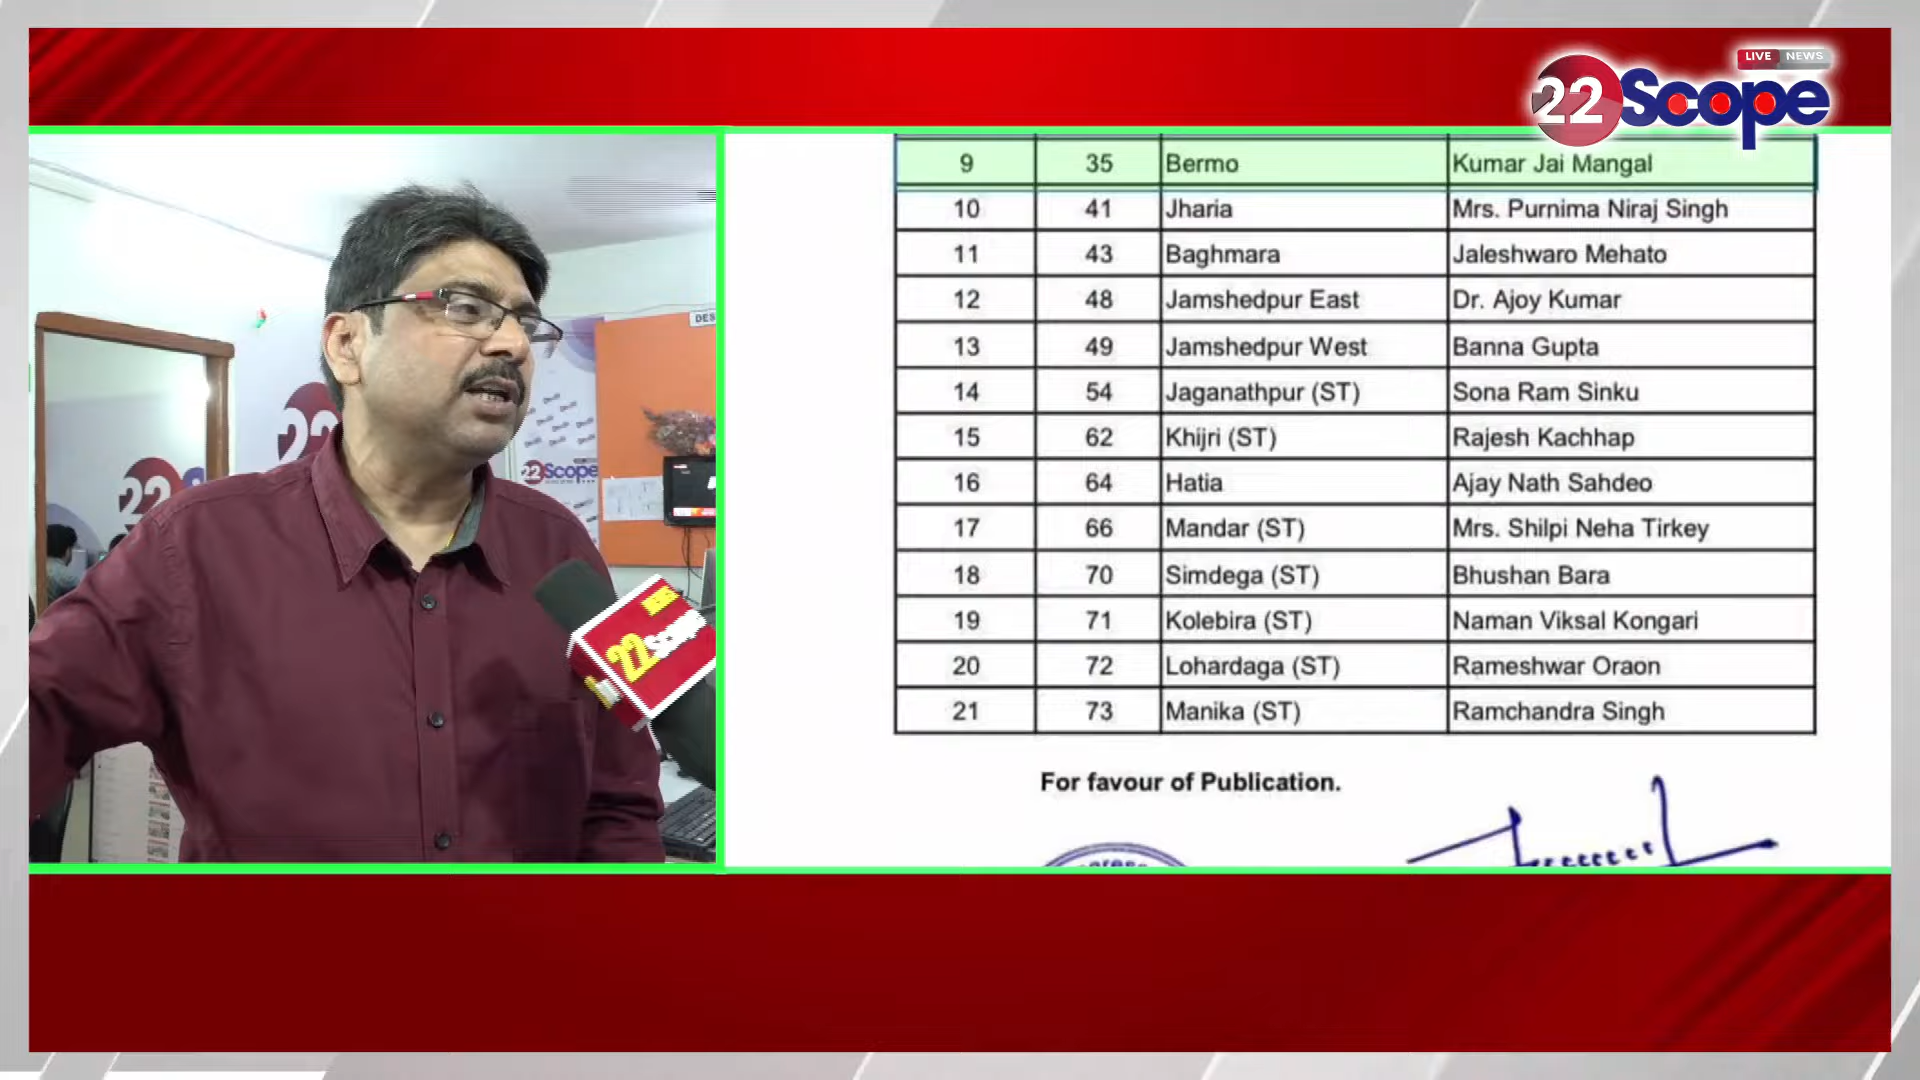 LIVE NEWS
22Scope
9 35 Bermo Kumar Jai Mangal
10 41 Jharia Mrs. Purnima Niraj Singh
11 43 Baghmara Jaleshwaro Mehato
12 48 Jamshedpur East Dr. Ajoy Kumar
13 49 Jamshedpur West Banna Gupta
14 54 Jaganathpur (ST) Sona Ram Sinku
15 62 Khijri (ST) Rajesh Kachhap
16 64 Hatia Ajay Nath Sahdeo
17 66 Mandar (ST) Mrs. Shilpi Neha Tirkey
18 70 Simdega (ST) Bhushan Bara
19 71 Kolebira (ST) Naman Viksal Kongari
20 72 Lohardaga (ST) Rameshwar Oraon
21 73 Manika (ST) Ramchandra Singh
For favour of Publication.
DES
22
22
22Scope
NEWS
22Scope